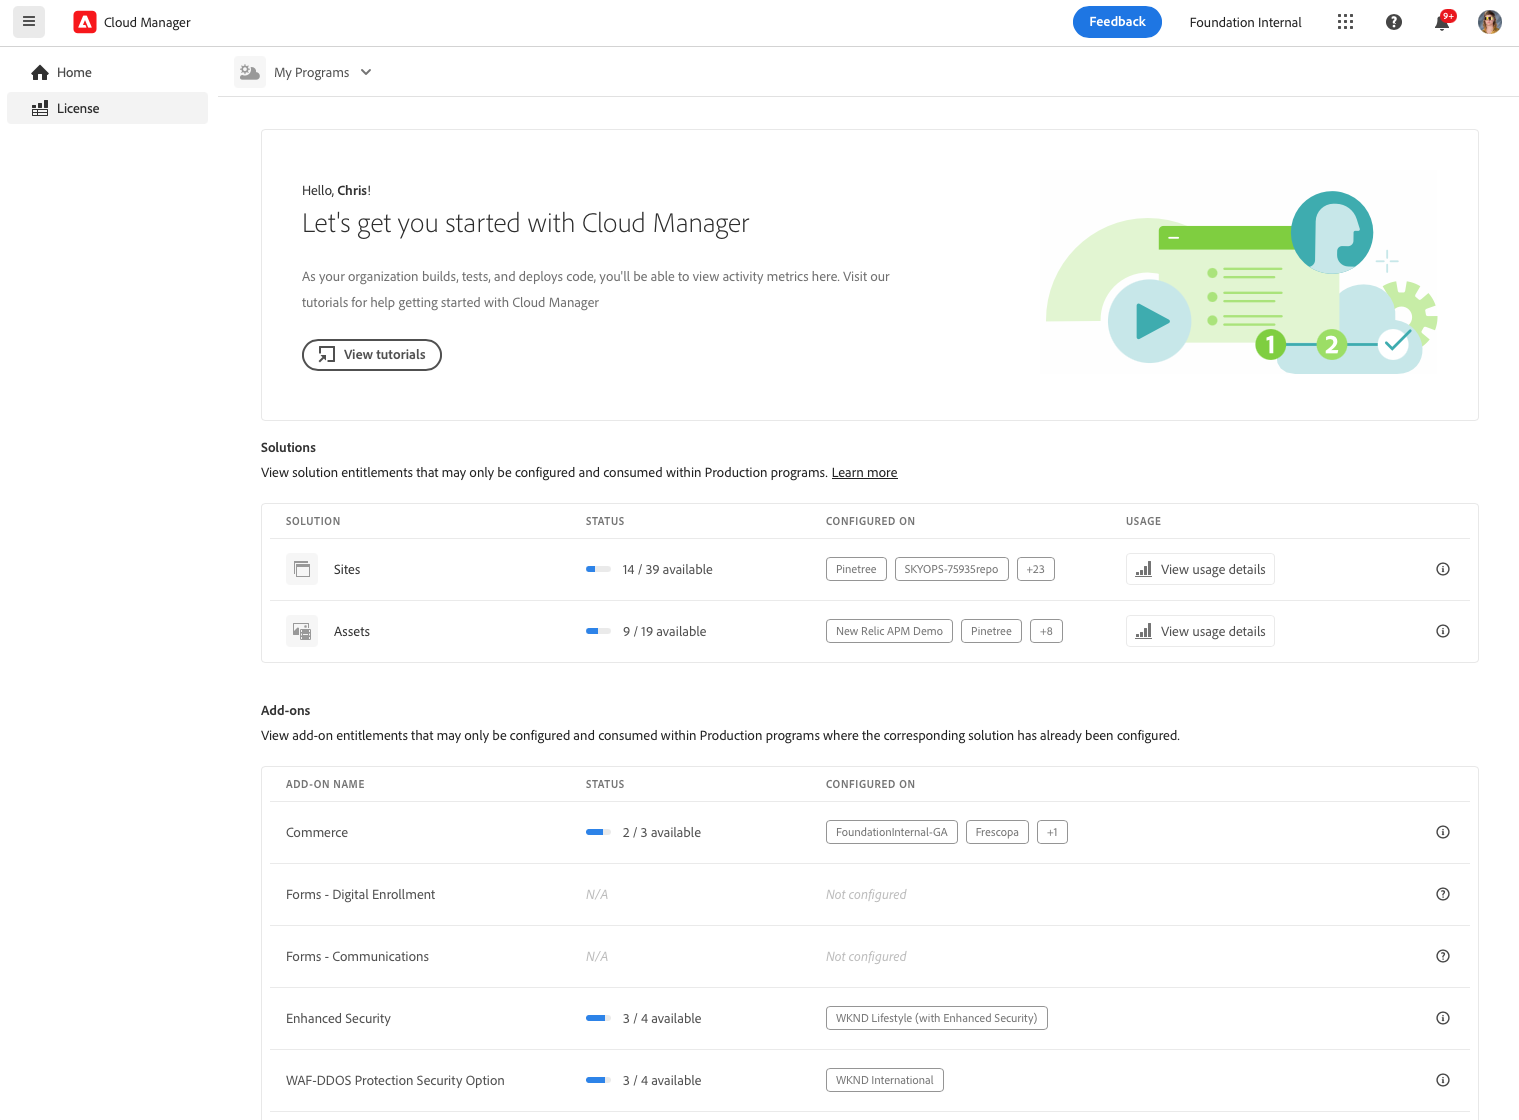 Cloud Manager
Feedback
Foundation Internal
9+
Home
License
My Programs
Hello, Chris!
Let's get you started with Cloud Manager
As your organization builds, tests, and deploys code, you'll be able to view activity metrics here. Visit our
tutorials for help getting started with Cloud Manager
View tutorials
1
2
Solutions
View solution entitlements that may only be configured and consumed within Production programs. Learn more
SOLUTION STATUS CONFIGURED ON USAGE
Sites 14 / 39 available Pinetree SKYOPS-75935repo +23 View usage details
Assets 9 / 19 available New Relic APM Demo Pinetree +8 View usage details
Add-ons
View add-on entitlements that may only be configured and consumed within Production programs where the corresponding solution has already been configured.
ADD-ON NAME STATUS CONFIGURED ON
Commerce 2 / 3 available FoundationInternal-GA Frescopa +1
Forms - Digital Enrollment N/A Not configured
Forms - Communications N/A Not configured
Enhanced Security 3 / 4 available WKND Lifestyle (with Enhanced Security)
WAF-DDOS Protection Security Option 3 / 4 available WKND International